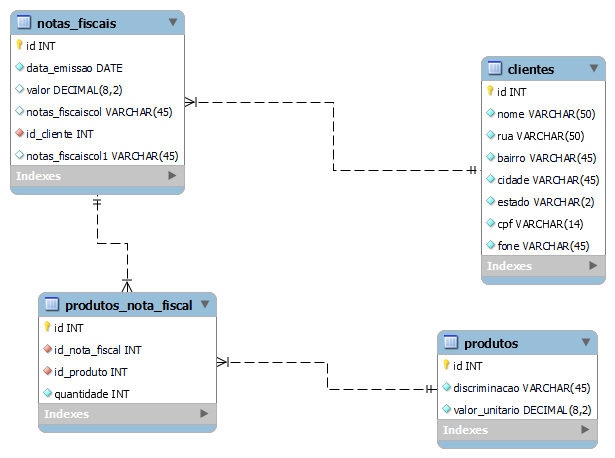 notas_fiscais
id INT
data_emissao DATE
valor DECIMAL(8,2)
notas_fiscaiscol VARCHAR(45)
id_cliente INT
notas_fiscaiscol1 VARCHAR(45)
Indexes
clientes
id INT
nome VARCHAR(50)
rua VARCHAR(50)
bairro VARCHAR(45)
cidade VARCHAR(45)
estado VARCHAR(2)
cpf VARCHAR(14)
fone VARCHAR(45)
Indexes
produtos_nota_fiscal
id INT
id_nota_fiscal INT
id_produto INT
quantidade INT
Indexes
produtos
id INT
discriminacao VARCHAR(45)
valor_unitario DECIMAL(8,2)
Indexes